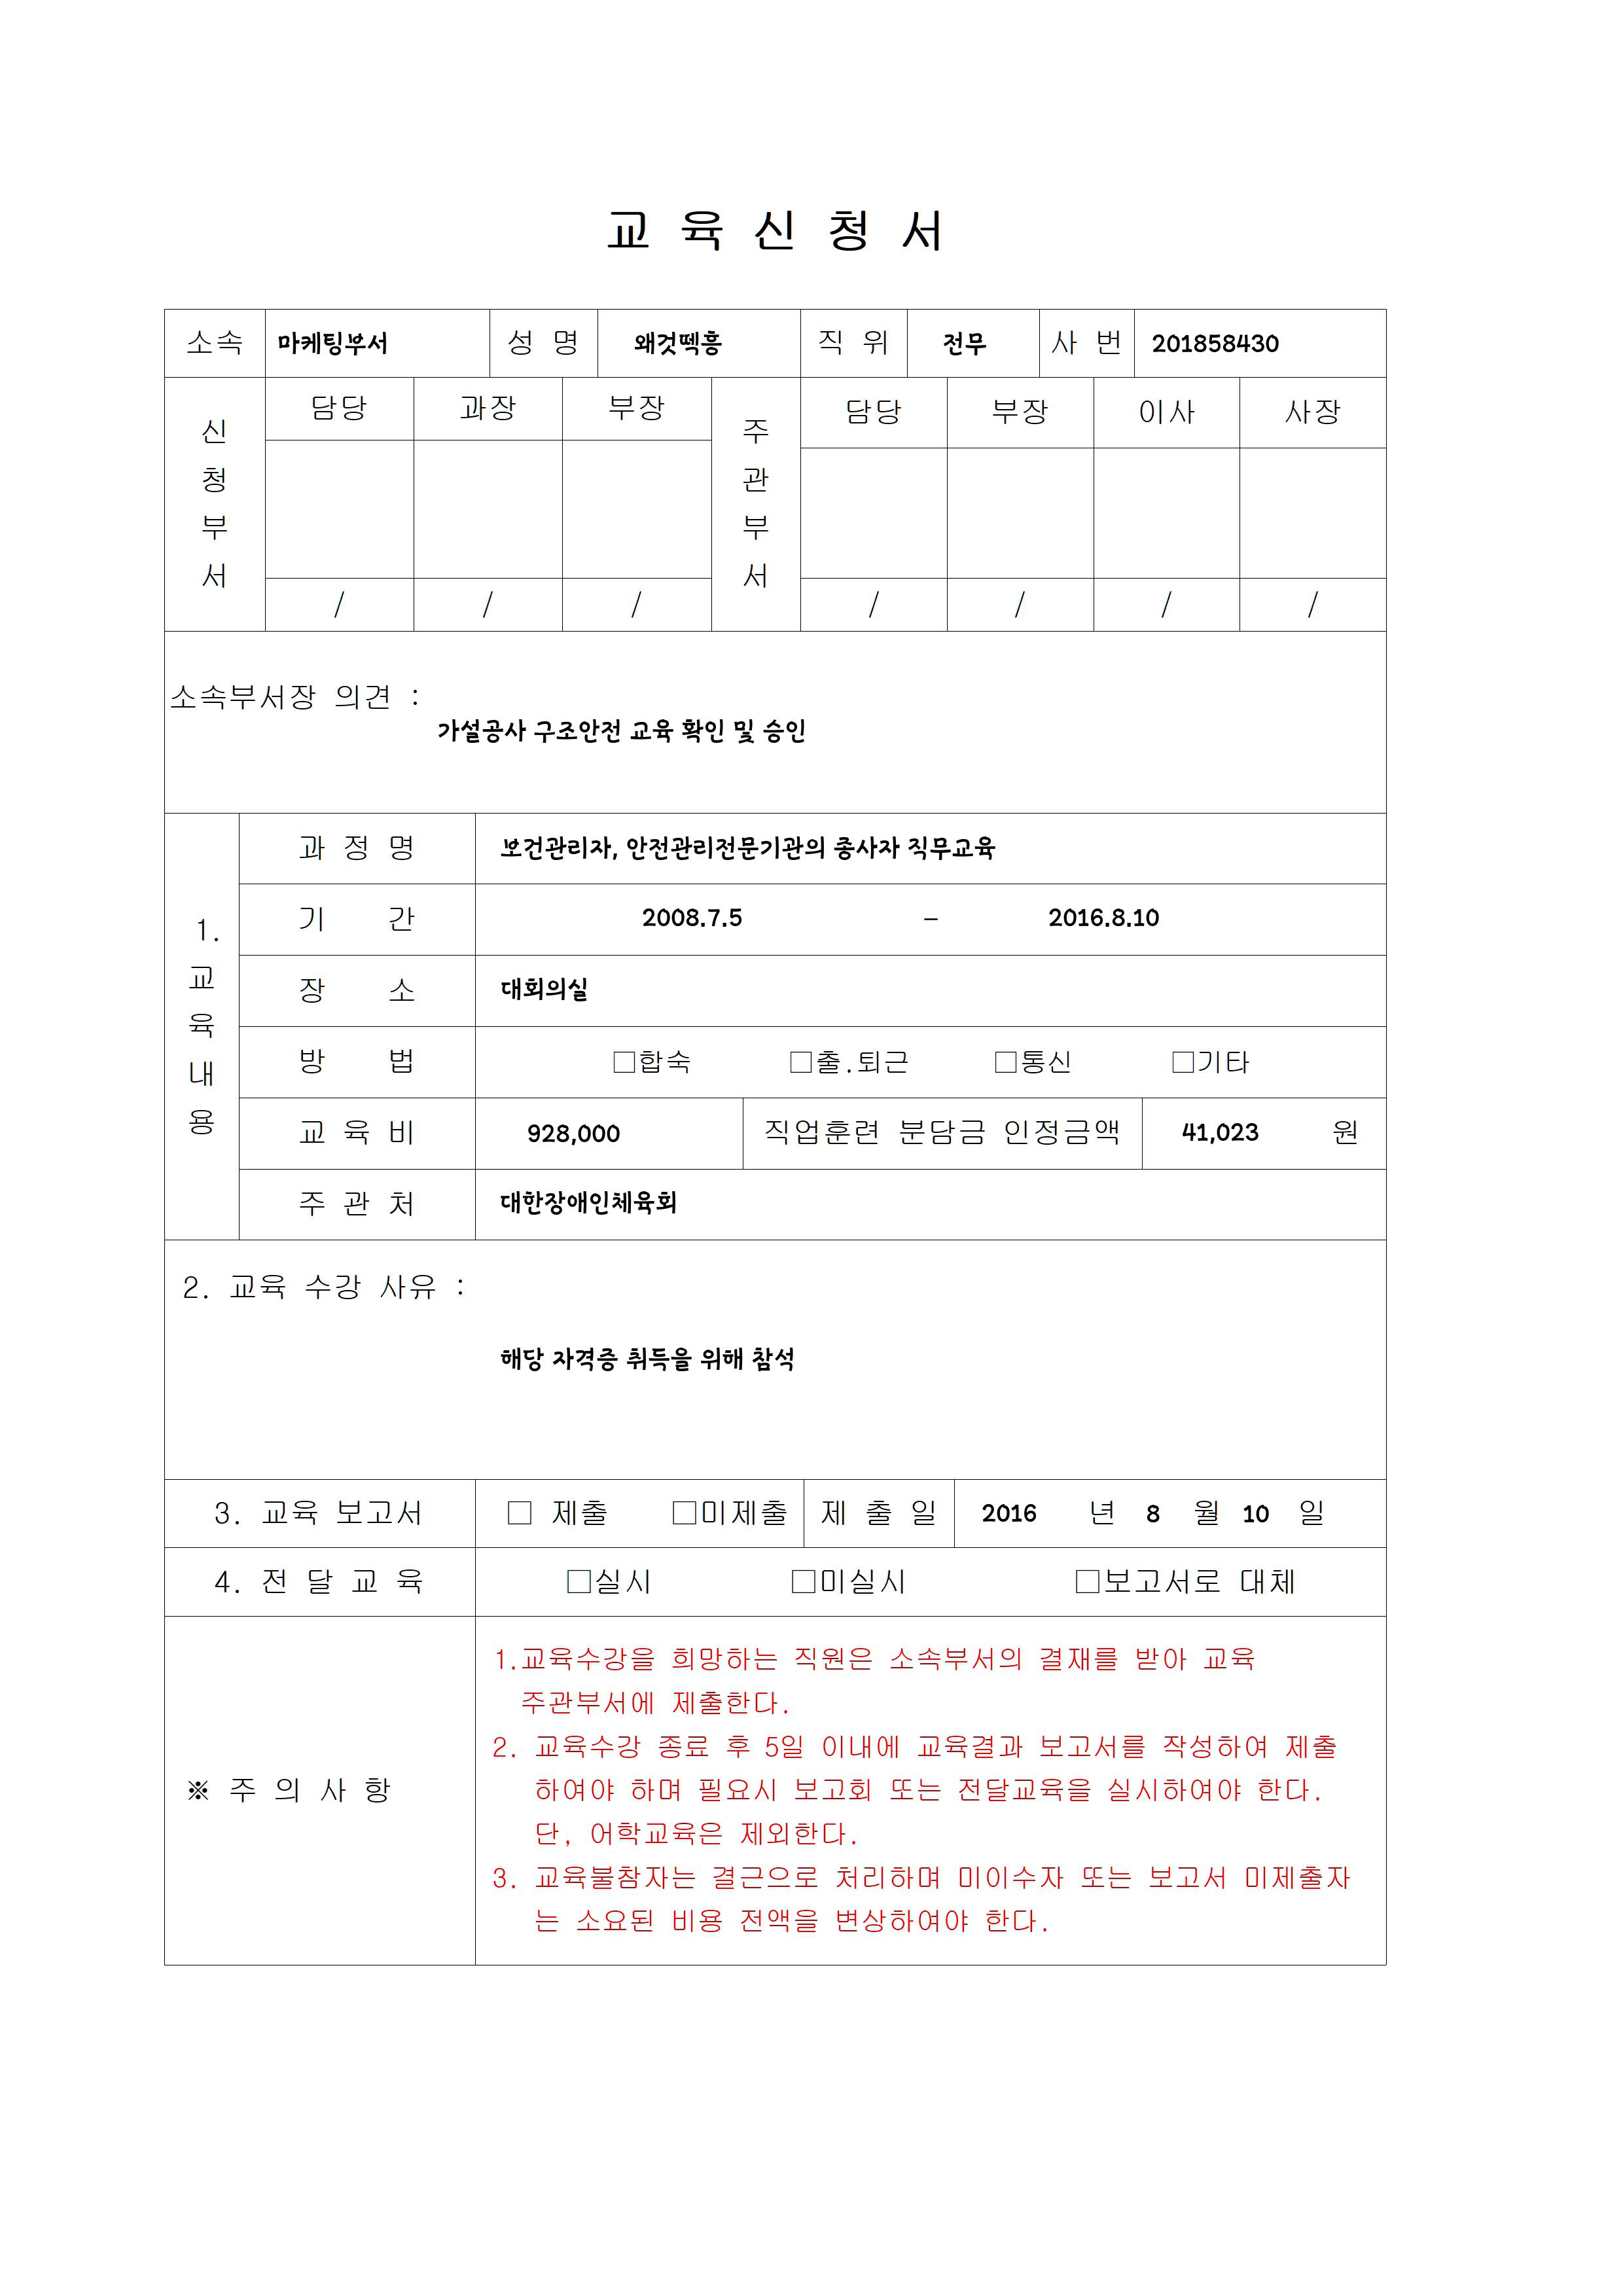 교 육 신 청 서
소속 마케팅부서 성 명 왜것떽흥 직 위 전무 사 번 201858430
신청부서 담당 과장 부장 주관부서 담당 부장 이사 사장
/ / / / / / /
소속부서장 의견 :
가설공사 구조안전 교육 확인 및 승인
1. 교육내용
과 정 명 보건관리자, 안전관리전문기관의 종사자 직무교육
기 간 2008.7.5 - 2016.8.10
장 소 대회의실
방 법 □합숙 □출.퇴근 □통신 □기타
교 육 비 928,000 직업훈련 분담금 인정금액 41,023 원
주 관 처 대한장애인체육회
2. 교육 수강 사유 :
해당 자격증 취득을 위해 참석
3. 교육 보고서 □ 제출 □미제출 제 출 일 2016 년 8 월 10 일
4. 전 달 교 육 □실시 □미실시 □보고서로 대체
※ 주 의 사 항
1.교육수강을 희망하는 직원은 소속부서의 결재를 받아 교육
주관부서에 제출한다.
2. 교육수강 종료 후 5일 이내에 교육결과 보고서를 작성하여 제출
하여야 하며 필요시 보고회 또는 전달교육을 실시하여야 한다.
단, 어학교육은 제외한다.
3. 교육불참자는 결근으로 처리하며 미이수자 또는 보고서 미제출자
는 소요된 비용 전액을 변상하여야 한다.